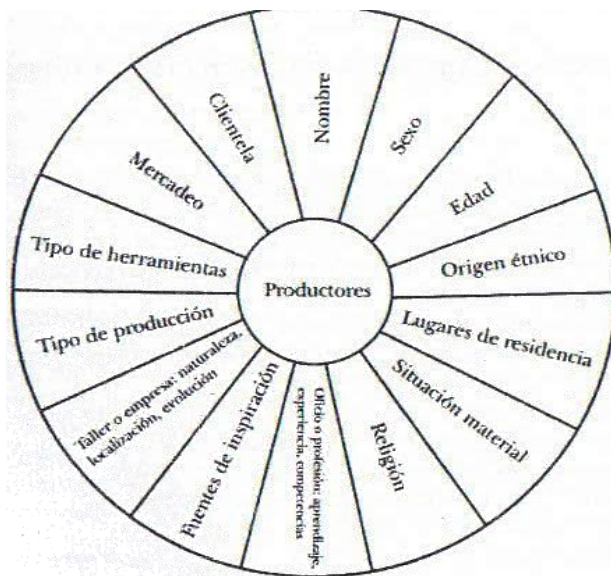 Nombre
Sexo
Edad
Origen étnico
Lugares de residencia
Situación material
Religión
Oficio o profesión: aprendizaje,
experiencia, competencias
Fuentes de inspiración
Taller o empresa: naturaleza,
localización, evolución
Tipo de producción
Tipo de herramientas
Mercadeo
Clientela
Productores